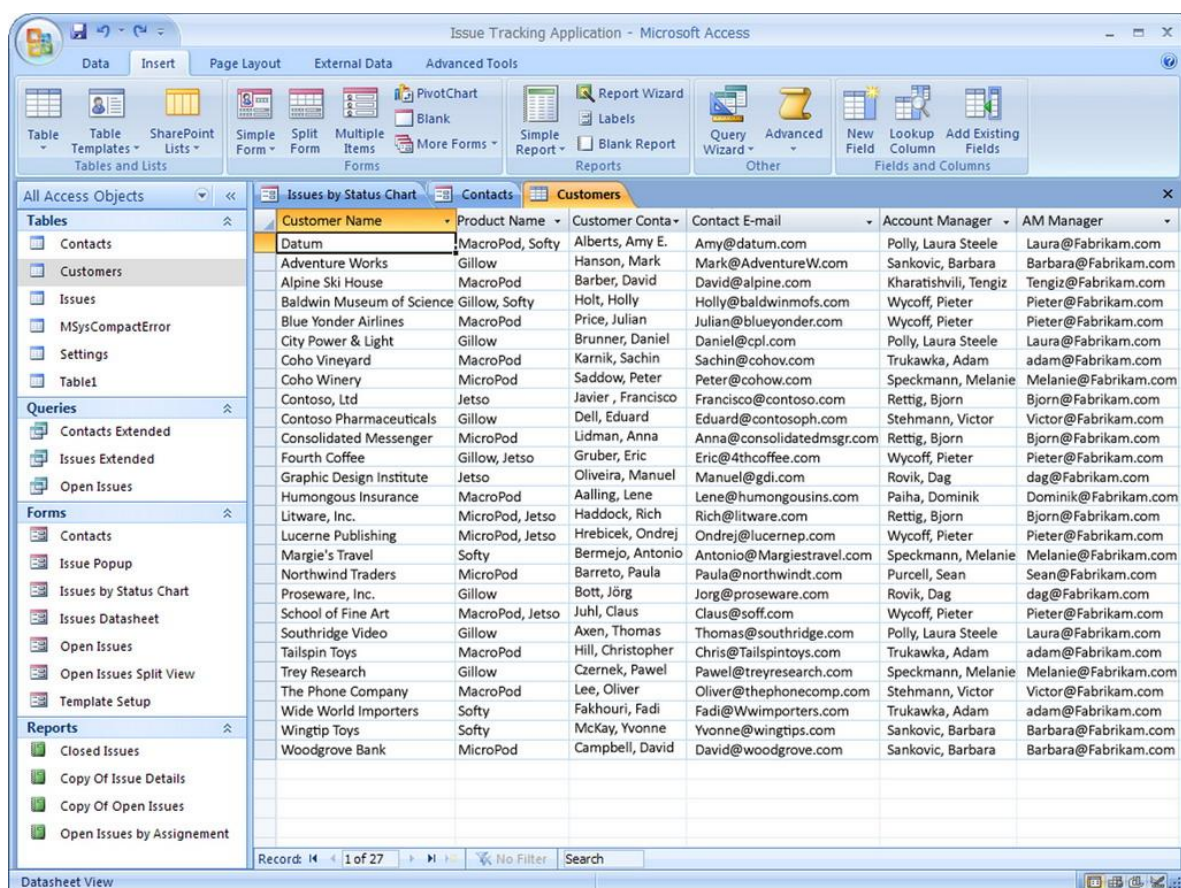 Issue Tracking Application - Microsoft Access
Data Insert Page Layout External Data Advanced Tools
Table
Table Templates
SharePoint Lists
Tables and Lists
Simple Form
Split Form
Multiple Items
PivotChart
Blank
More Forms
Forms
Simple Report
Report Wizard
Labels
Blank Report
Reports
Query Wizard
Advanced
Other
New Field
Lookup Column
Add Existing Fields
Fields and Columns
All Access Objects
Tables
Contacts
Customers
Issues
MSysCompactError
Settings
Table1
Queries
Contacts Extended
Issues Extended
Open Issues
Forms
Contacts
Issue Popup
Issues by Status Chart
Issues Datasheet
Open Issues
Open Issues Split View
Template Setup
Reports
Closed Issues
Copy Of Issue Details
Copy Of Open Issues
Open Issues by Assignement
Issues by Status Chart Contacts Customers
Customer Name Product Name Customer Conta Contact E-mail Account Manager AM Manager
Datum MacroPod, Softy Alberts, Amy E. Amy@datum.com Polly, Laura Steele Laura@Fabrikam.com
Adventure Works Gillow Hanson, Mark Mark@AdventureW.com Sankovic, Barbara Barbara@Fabrikam.com
Alpine Ski House MacroPod Barber, David David@alpine.com Kharatishvili, Tengiz Tengiz@Fabrikam.com
Baldwin Museum of Science Gillow, Softy Holt, Holly Holly@baldwinmofs.com Wycoff, Pieter Pieter@Fabrikam.com
Blue Yonder Airlines MacroPod Price, Julian Julian@blueyonder.com Wycoff, Pieter Pieter@Fabrikam.com
City Power & Light Gillow Brunner, Daniel Daniel@cpl.com Polly, Laura Steele Laura@Fabrikam.com
Coho Vineyard MacroPod Karnik, Sachin Sachin@cohov.com Trukawka, Adam adam@Fabrikam.com
Coho Winery MicroPod Saddow, Peter Peter@cohow.com Speckmann, Melanie Melanie@Fabrikam.com
Contoso, Ltd Jetso Javier , Francisco Francisco@contoso.com Rettig, Bjorn Bjorn@Fabrikam.com
Contoso Pharmaceuticals Gillow Dell, Eduard Eduard@contosoph.com Stehmann, Victor Victor@Fabrikam.com
Consolidated Messenger MicroPod Lidman, Anna Anna@consolidatedmsgr.com Rettig, Bjorn Bjorn@Fabrikam.com
Fourth Coffee Gillow, Jetso Gruber, Eric Eric@4thcoffee.com Wycoff, Pieter Pieter@Fabrikam.com
Graphic Design Institute Jetso Oliveira, Manuel Manuel@gdi.com Rovik, Dag dag@Fabrikam.com
Humongous Insurance MacroPod Aalling, Lene Lene@humongousins.com Paiha, Dominik Dominik@Fabrikam.com
Litware, Inc. MicroPod, Jetso Haddock, Rich Rich@litware.com Rettig, Bjorn Bjorn@Fabrikam.com
Lucerne Publishing MicroPod, Jetso Hrebicek, Ondrej Ondrej@lucernep.com Wycoff, Pieter Pieter@Fabrikam.com
Margie's Travel Softy Bermejo, Antonio Antonio@Margiestravel.com Speckmann, Melanie Melanie@Fabrikam.com
Northwind Traders MicroPod Barreto, Paula Paula@northwindt.com Purcell, Sean Sean@Fabrikam.com
Proseware, Inc. Gillow Bott, Jörg Jorg@proseware.com Rovik, Dag dag@Fabrikam.com
School of Fine Art MacroPod, Jetso Juhl, Claus Claus@soff.com Wycoff, Pieter Pieter@Fabrikam.com
Southridge Video Gillow Axen, Thomas Thomas@southridge.com Polly, Laura Steele Laura@Fabrikam.com
Tailspin Toys MacroPod Hill, Christopher Chris@Tailspintoys.com Trukawka, Adam adam@Fabrikam.com
Trey Research Gillow Czernek, Pawel Pawel@treyresearch.com Speckmann, Melanie Melanie@Fabrikam.com
The Phone Company MacroPod Lee, Oliver Oliver@thephonecomp.com Stehmann, Victor Victor@Fabrikam.com
Wide World Importers Softy Fakhouri, Fadi Fadi@Wwimporters.com Trukawka, Adam adam@Fabrikam.com
Wingtip Toys Softy McKay, Yvonne Yvonne@wingtips.com Sankovic, Barbara Barbara@Fabrikam.com
Woodgrove Bank MicroPod Campbell, David David@woodgrove.com Sankovic, Barbara Barbara@Fabrikam.com
Record: 1 of 27 No Filter Search
Datasheet View